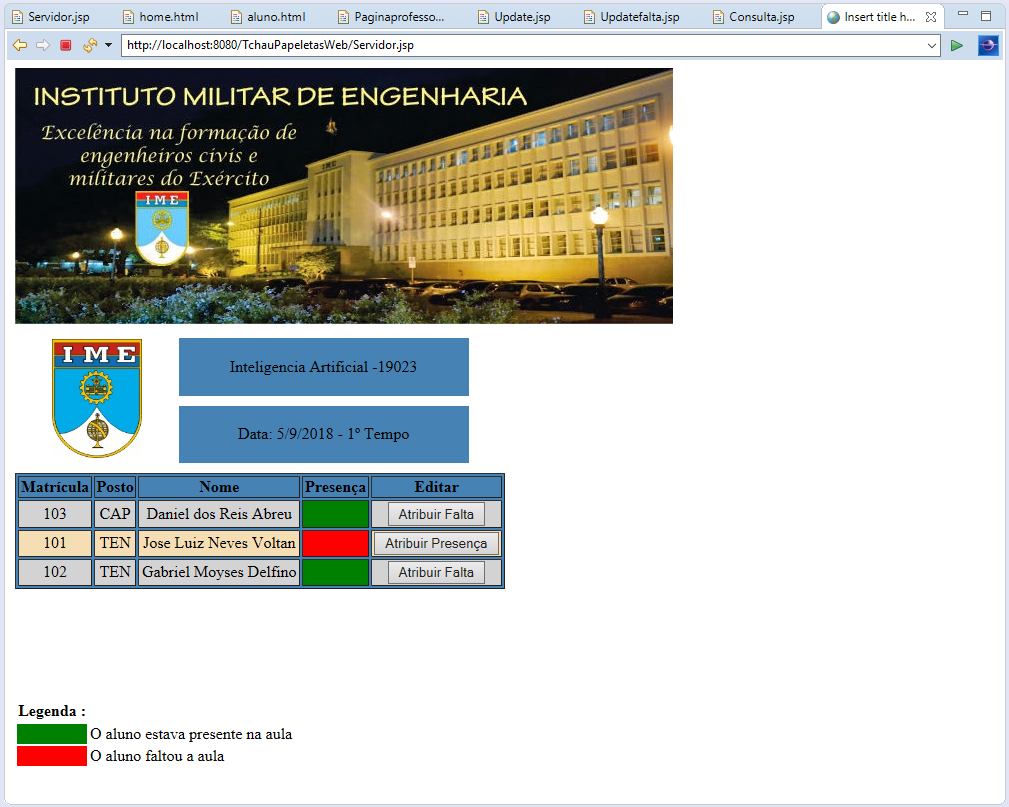 Servidor.jsp home.html aluno.html Paginaprofesso... Update.jsp Updatefalta.jsp Consulta.jsp Insert title h...
http://localhost:8080/TchauPapeletasWeb/Servidor.jsp
INSTITUTO MILITAR DE ENGENHARIA
Excelência na formação de
engenheiros civis e
militares do Exército
IME
IME
IME
Inteligencia Artificial -19023
Data: 5/9/2018 - 1º Tempo
Matrícula Posto Nome Presença Editar
103 CAP Daniel dos Reis Abreu Atribuir Falta
101 TEN Jose Luiz Neves Voltan Atribuir Presença
102 TEN Gabriel Moyses Delfino Atribuir Falta
Legenda :
O aluno estava presente na aula
O aluno faltou a aula